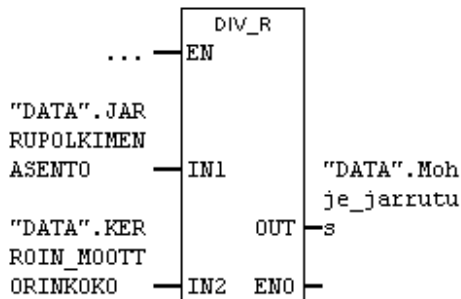 DIV_R
... EN
"DATA".JAR
RUPOLKIMEN
ASENTO IN1 "DATA".Moh
je_jarrutu
"DATA".KER OUT s
ROIN_MOOTT
ORINKOKO IN2 ENO